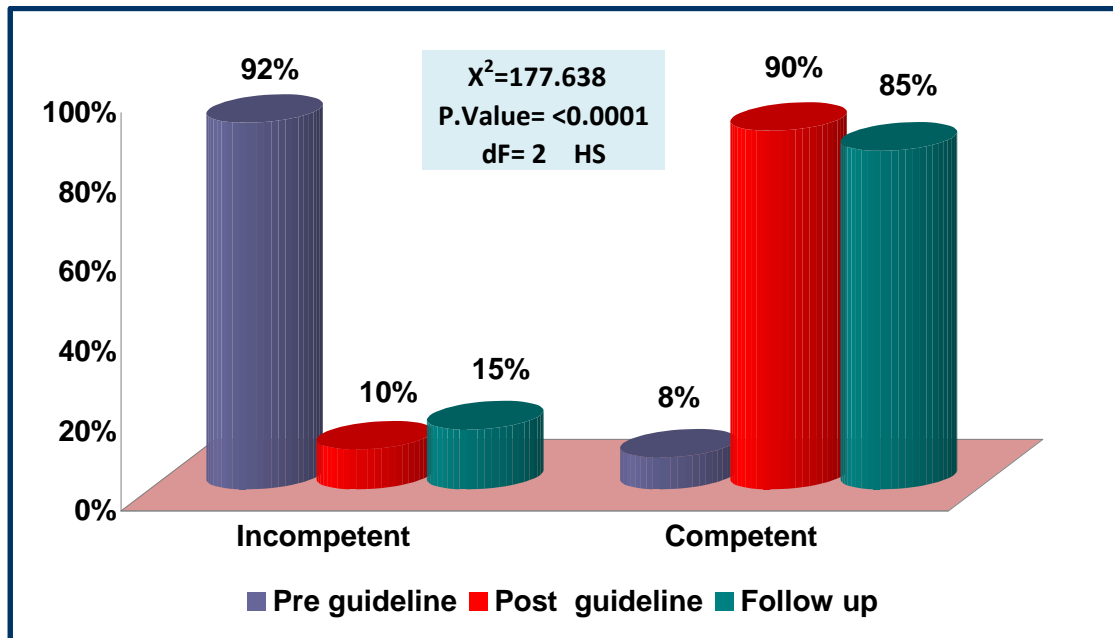 92%
X²=177.638
P.Value= <0.0001
dF= 2 HS
90%
85%
100%
80%
60%
40%
20%
0%
10%
15%
8%
Incompetent Competent
Pre guideline Post guideline Follow up